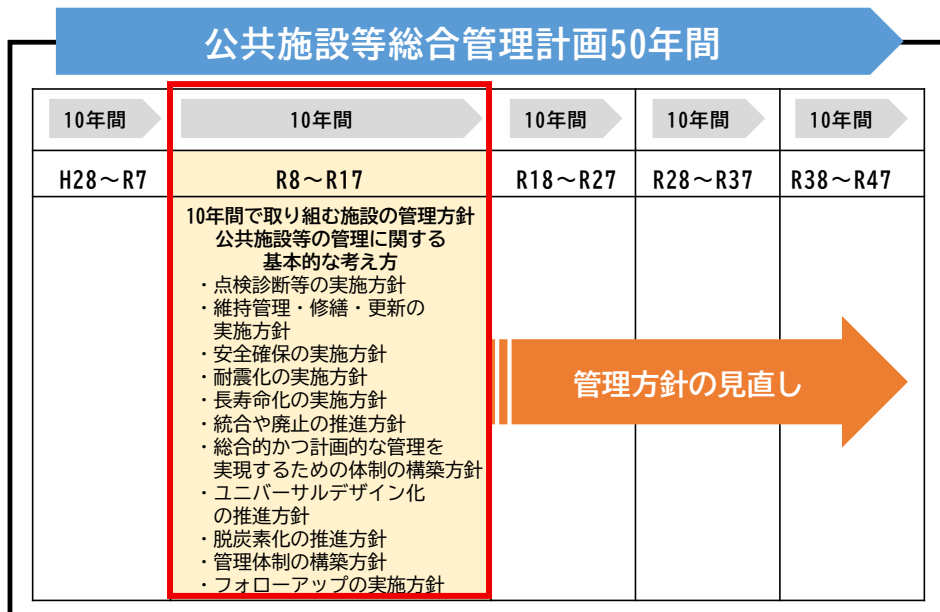 公共施設等総合管理計画50年間
10年間
10年間
10年間
10年間
10年間
H28～R7
R8～R17
R18～R27
R28～R37
R38～R47
10年間で取り組む施設の管理方針
公共施設等の管理に関する
基本的な考え方
・点検診断等の実施方針
・維持管理・修繕・更新の
実施方針
・安全確保の実施方針
・耐震化の実施方針
・長寿命化の実施方針
・統合や廃止の推進方針
・総合的かつ計画的な管理を
実現するための体制の構築方針
・ユニバーサルデザイン化
の推進方針
・脱炭素化の推進方針
・管理体制の構築方針
・フォローアップの実施方針
管理方針の見直し